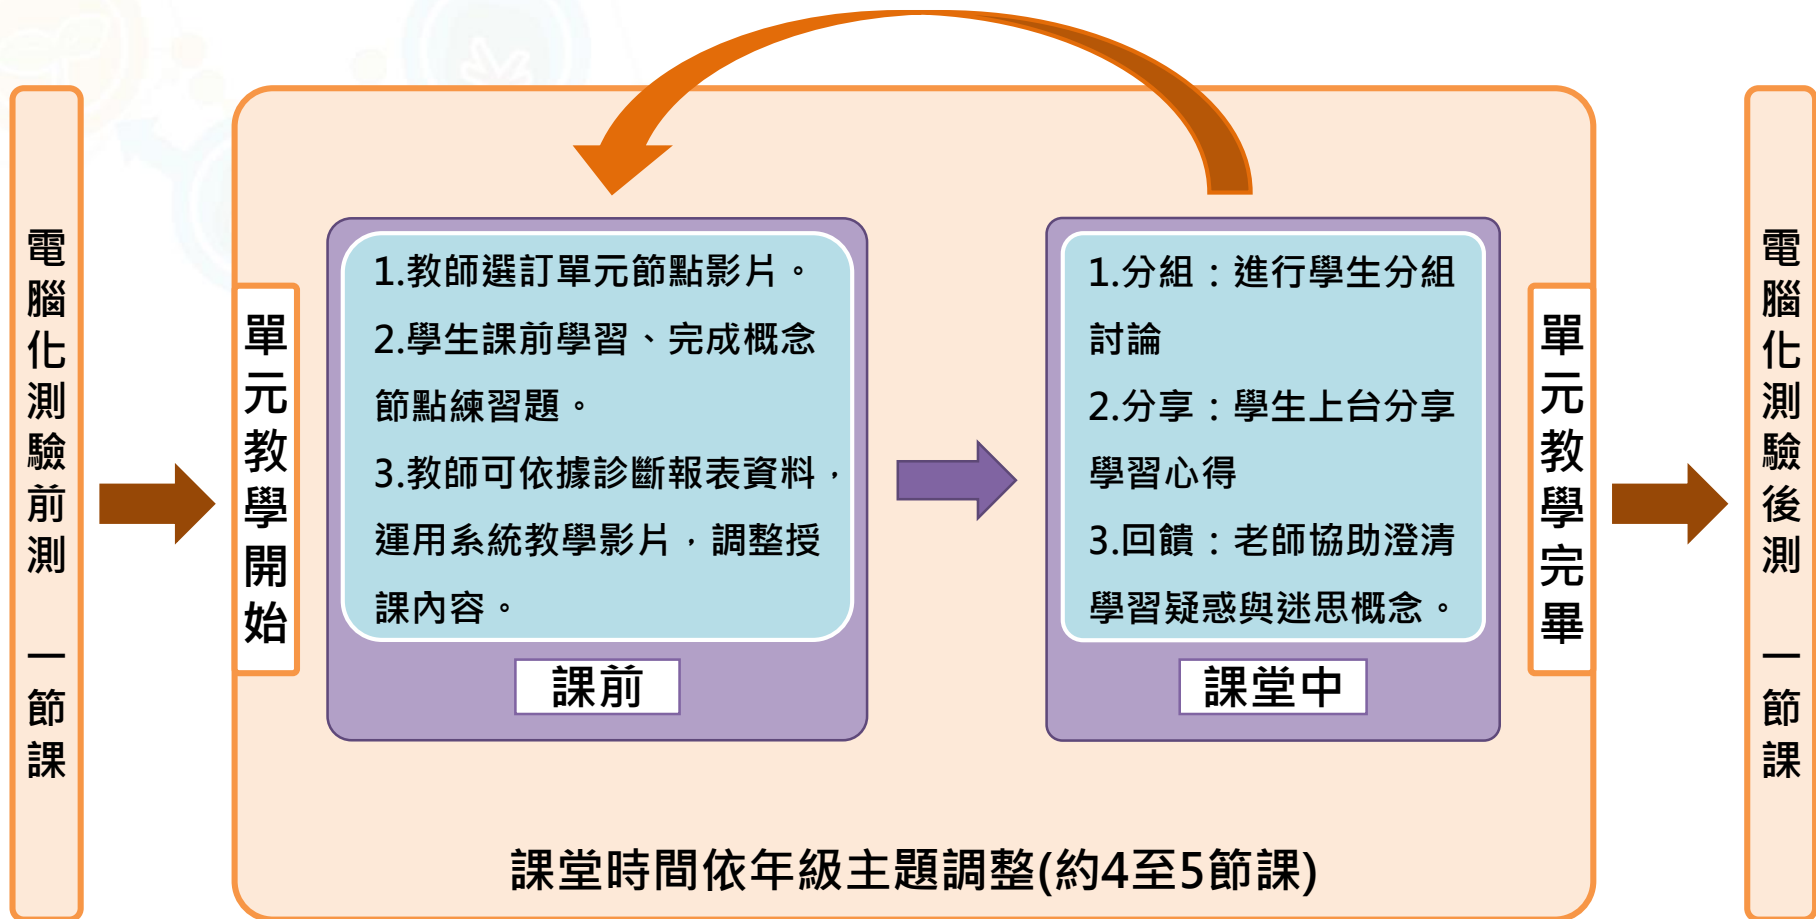 電腦化測驗前測 一節課
單元教學開始
1.教師選訂單元節點影片。
2.學生課前學習、完成概念
節點練習題。
3.教師可依據診斷報表資料，
運用系統教學影片，調整授
課內容。
課前
1.分組：進行學生分組
討論
2.分享：學生上台分享
學習心得
3.回饋：老師協助澄清
學習疑惑與迷思概念。
課堂中
單元教學完畢
課堂時間依年級主題調整(約4至5節課)
電腦化測驗後測 一節課